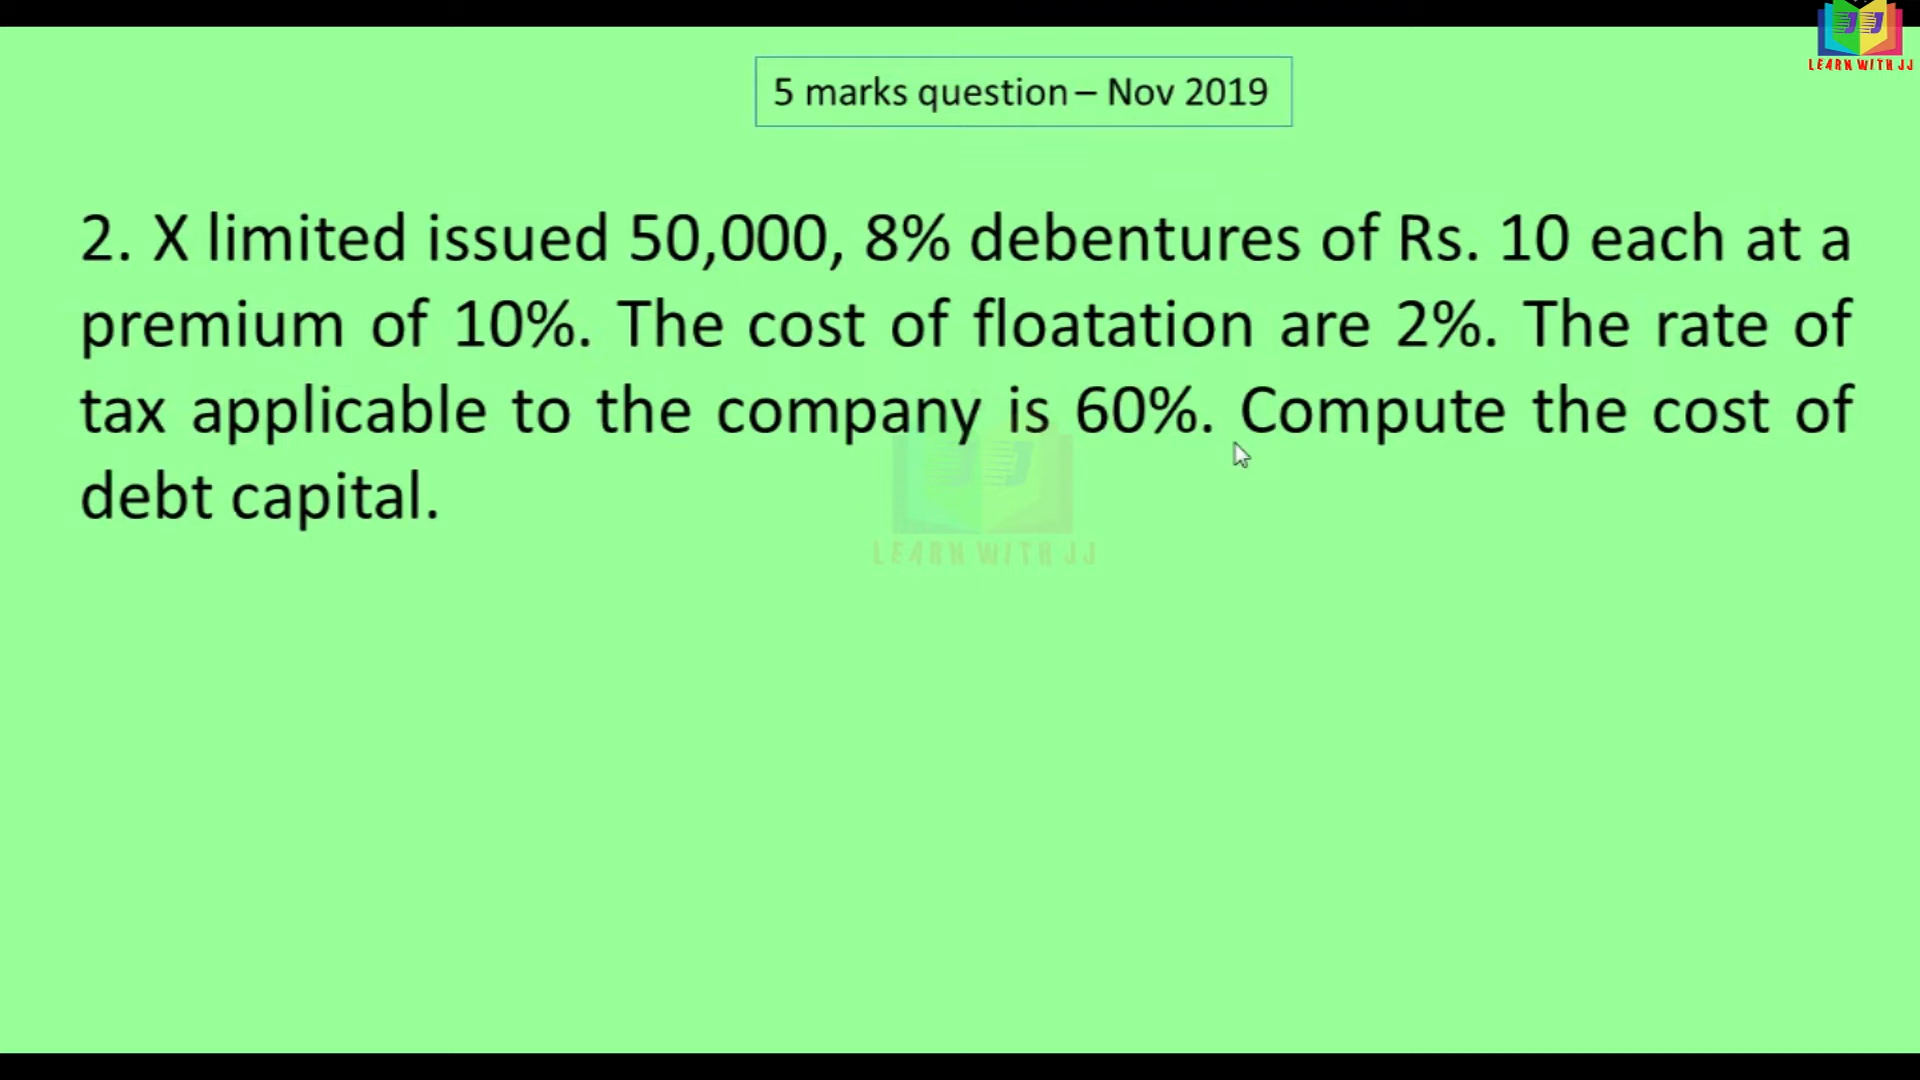 LEARN WITH JJ
5 marks question – Nov 2019
2. X limited issued 50,000, 8% debentures of Rs. 10 each at a
premium of 10%. The cost of floatation are 2%. The rate of
tax applicable to the company is 60%. Compute the cost of
debt capital.
LEARN WITH JJ